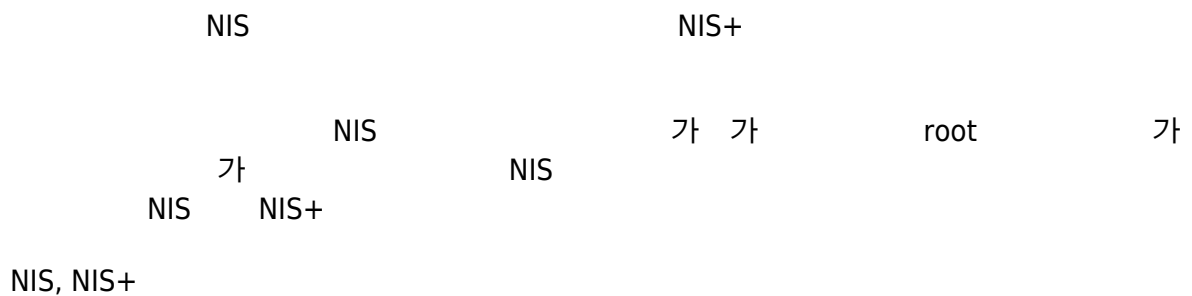 NIS NIS+
NIS 가 가 root 가
가 NIS
NIS NIS+
NIS, NIS+